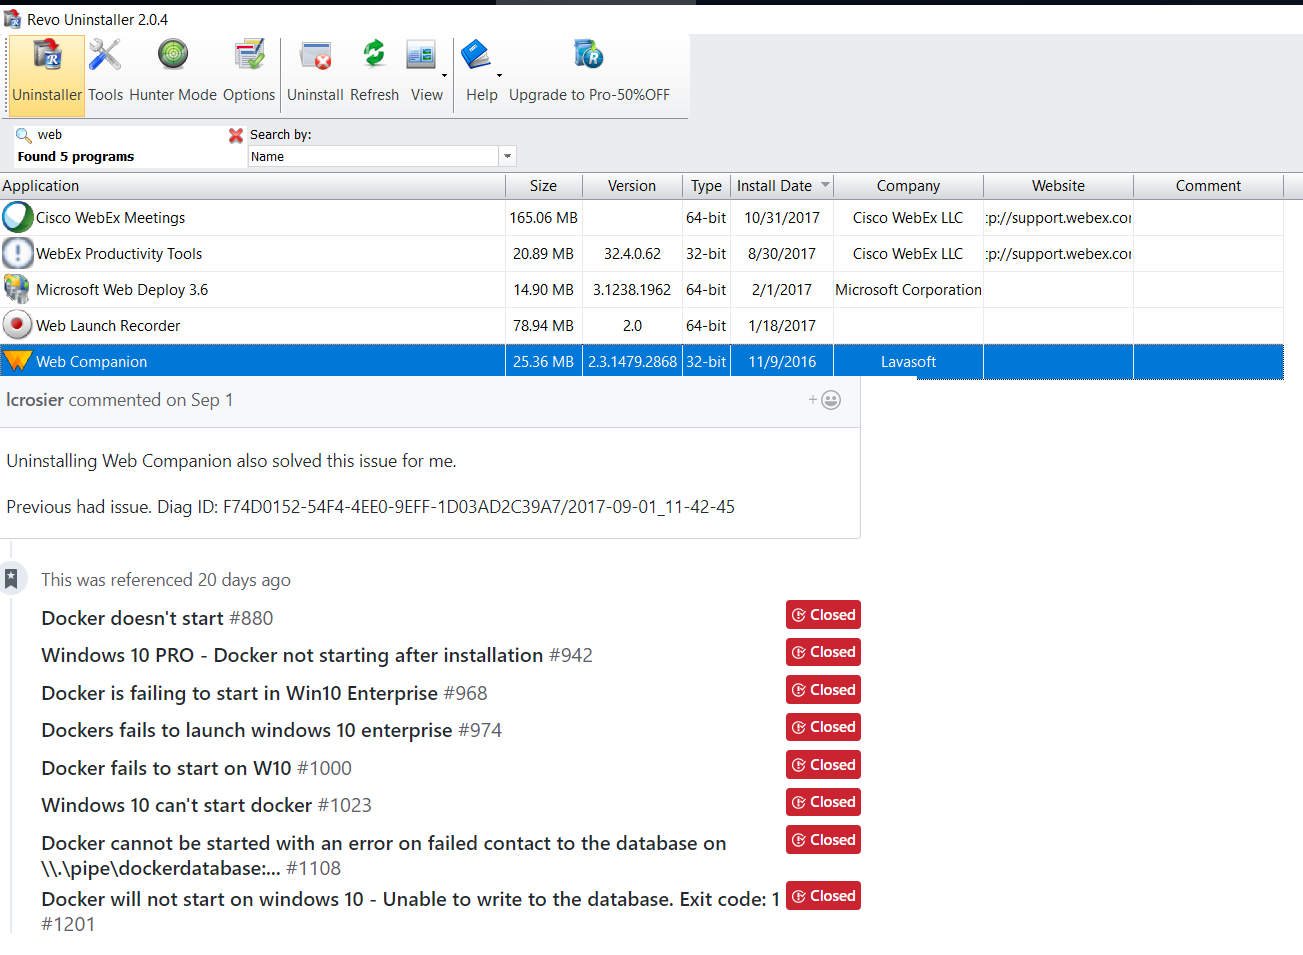 Revo Uninstaller 2.0.4
Uninstaller Tools Hunter Mode Options Uninstall Refresh View Help Upgrade to Pro-50%OFF
web Search by:
Found 5 programs Name
Application Size Version Type Install Date Company Website Comment
Cisco WebEx Meetings 165.06 MB 64-bit 10/31/2017 Cisco WebEx LLC :p://support.webex.cor
WebEx Productivity Tools 20.89 MB 32.4.0.62 32-bit 8/30/2017 Cisco WebEx LLC :p://support.webex.cor
Microsoft Web Deploy 3.6 14.90 MB 3.1238.1962 64-bit 2/1/2017 Microsoft Corporation
Web Launch Recorder 78.94 MB 2.0 64-bit 1/18/2017
Web Companion 25.36 MB 2.3.1479.2868 32-bit 11/9/2016 Lavasoft
lcrosier commented on Sep 1 +
Uninstalling Web Companion also solved this issue for me.
Previous had issue. Diag ID: F74D0152-54F4-4EE0-9EFF-1D03AD2C39A7/2017-09-01_11-42-45
This was referenced 20 days ago
Docker doesn't start #880 Closed
Windows 10 PRO - Docker not starting after installation #942 Closed
Docker is failing to start in Win10 Enterprise #968 Closed
Dockers fails to launch windows 10 enterprise #974 Closed
Docker fails to start on W10 #1000 Closed
Windows 10 can't start docker #1023 Closed
Docker cannot be started with an error on failed contact to the database on Closed
\\.\pipe\dockerdatabase:... #1108
Docker will not start on windows 10 - Unable to write to the database. Exit code: 1 Closed
#1201